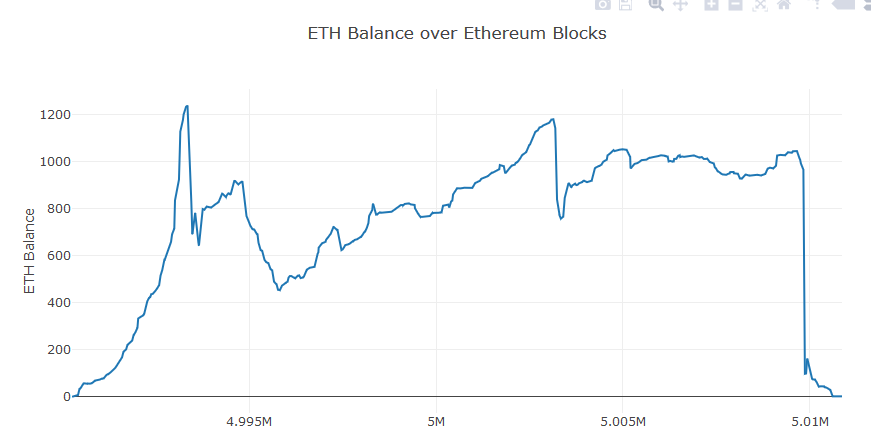 ETH Balance over Ethereum Blocks
1200
1000
800
600
400
200
0
ETH Balance
4.995M
5M
5.005M
5.01M